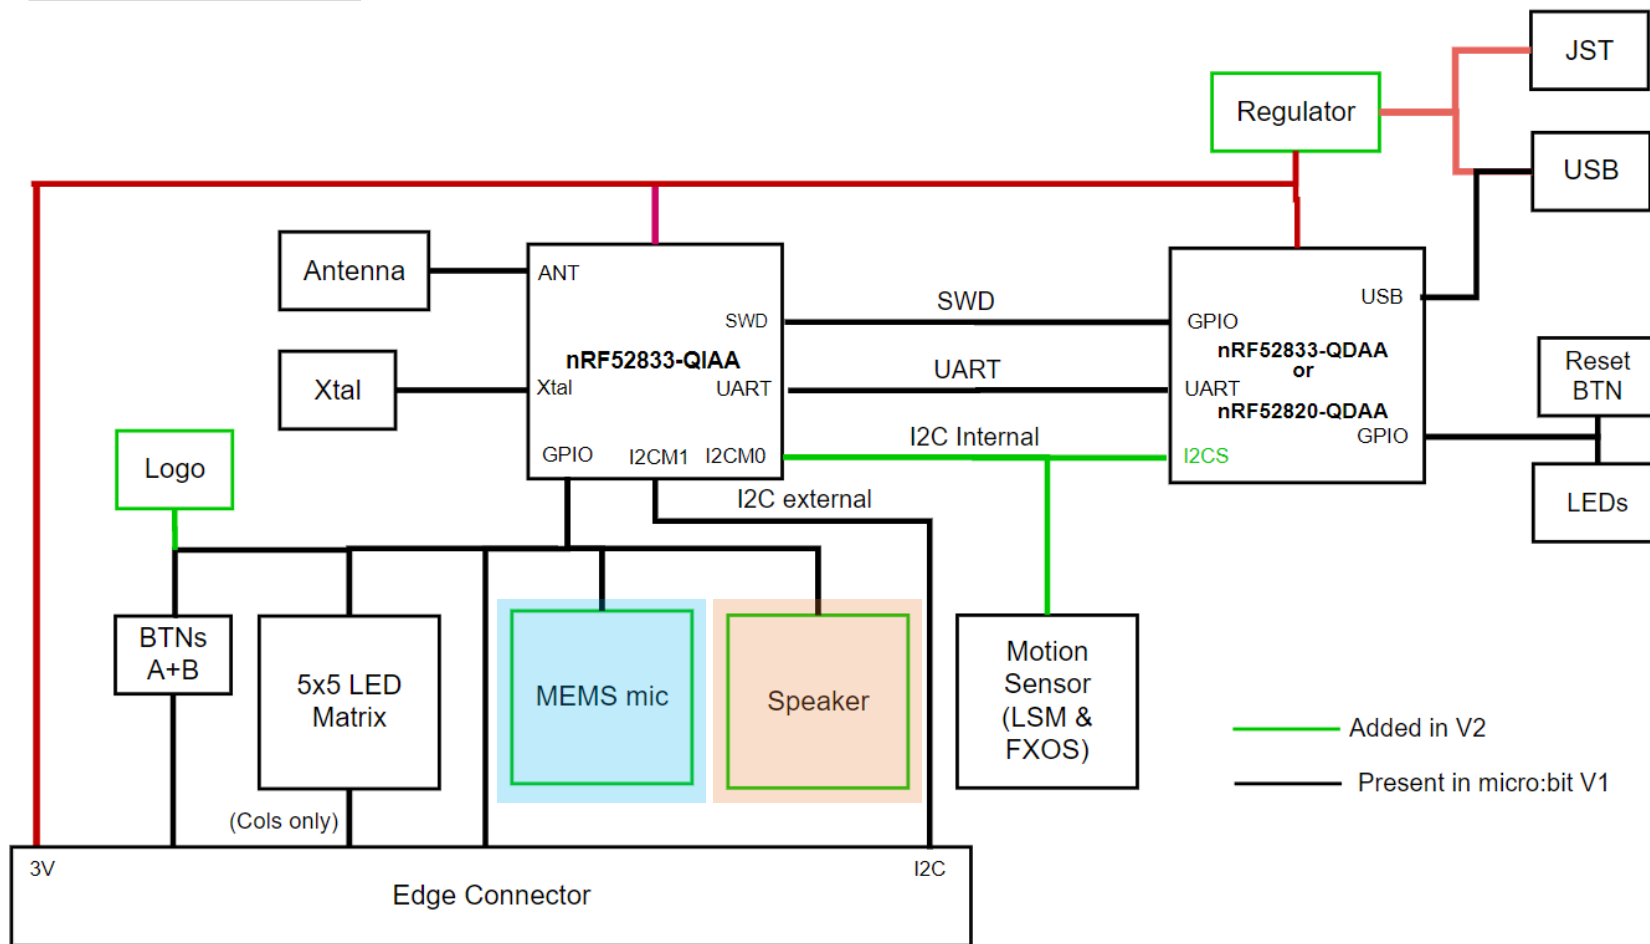 JST
Regulator
USB
Antenna
ANT
SWD
SWD
nRF52833-QIAA
Xtal
Xtal
UART
UART
GPIO
I2CM1
I2CM0
I2C Internal
I2C external
USB
GPIO
nRF52833-QDAA
or
UART
nRF52820-QDAA
GPIO
I2CS
Reset
BTN
LEDs
Logo
BTNs
A+B
5x5 LED
Matrix
(Cols only)
MEMS mic
Speaker
Motion
Sensor
(LSM &
FXOS)
Added in V2
Present in micro:bit V1
3V
I2C
Edge Connector